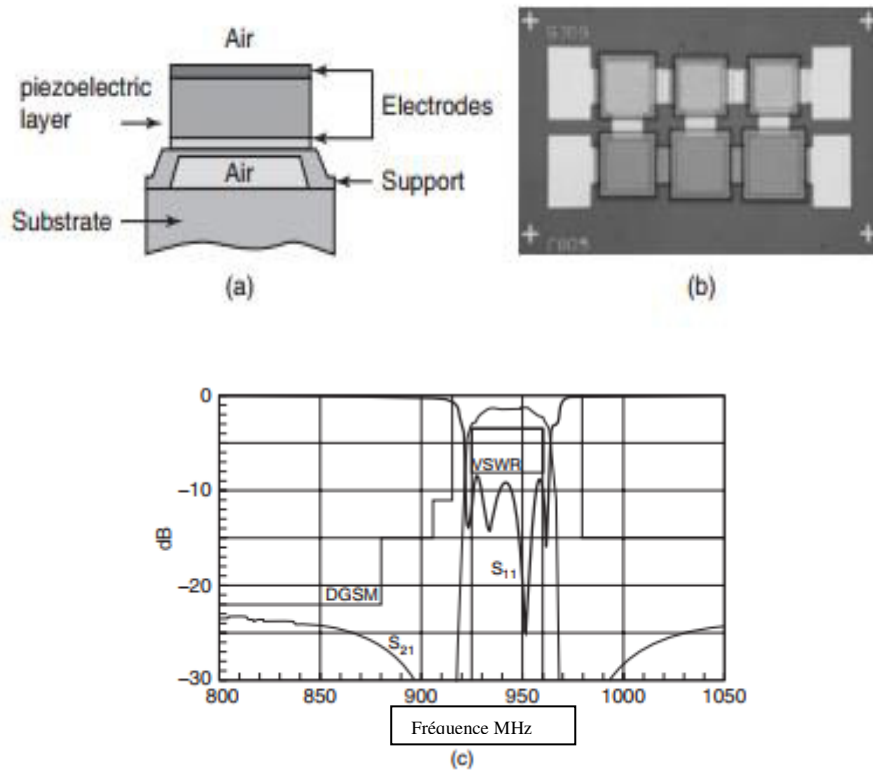 Air
piezoelectric
layer
Electrodes
Air
Support
Substrate
(a)
(b)
0
VSWR
-10
dB
S11
-20
DGSM
S21
-30
800
850
900
950
1000
1050
Fréquence MHz
(c)